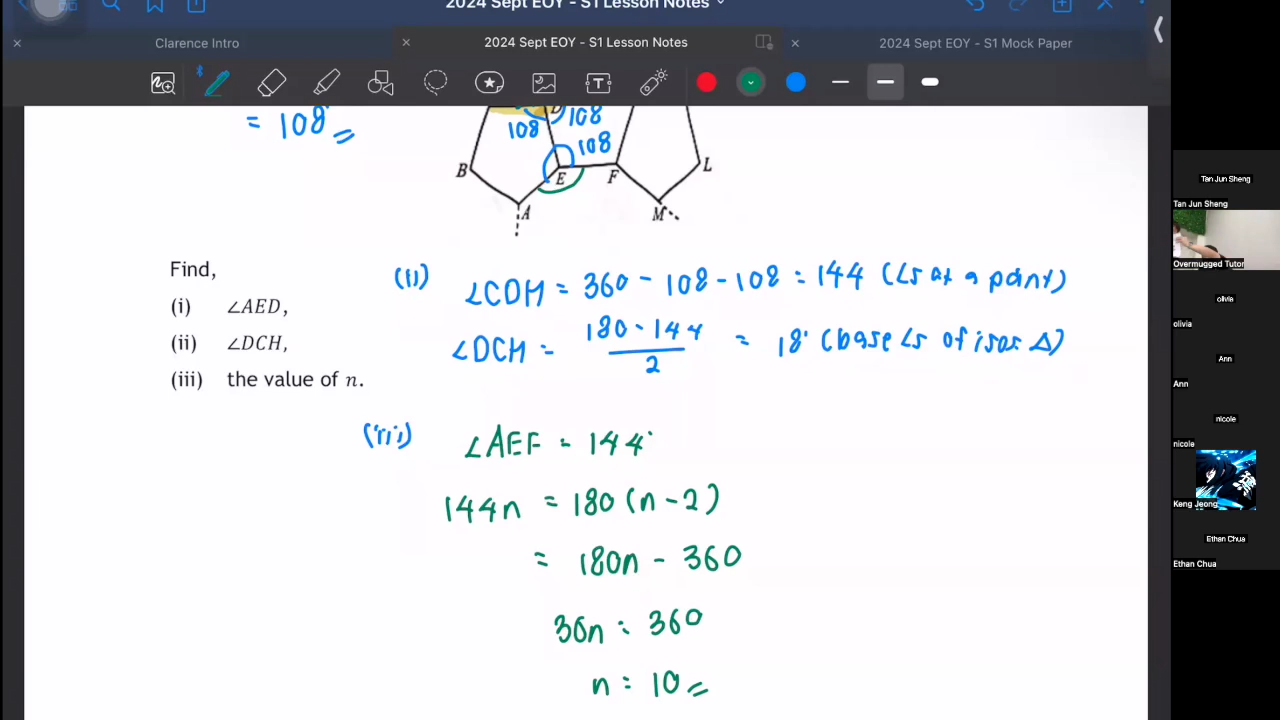 2024 Sept EOY - S1 Lesson Notes
Clarence Intro
2024 Sept EOY - S1 Lesson Notes
2024 Sept EOY - S1 Mock Paper
= 108°
D
108
108
108
B
E
F
L
A
M
Find,
(i) ∠AED,
(ii) ∠DCH,
(iii) the value of n.
(i) ∠CDH = 360 - 108 - 108 = 144 (∠s at a point)
∠DCH = 180 - 144 / 2 = 18° (base ∠s of isos Δ)
(iii) ∠AEF = 144°
144n = 180 (n - 2)
= 180n - 360
36n = 360
n = 10
Tan Jun Sheng
Tan Jun Sheng
Overmugged Tutor
olivia
olivia
Ann
Ann
nicole
nicole
Keng Jeong
Ethan Chua
Ethan Chua